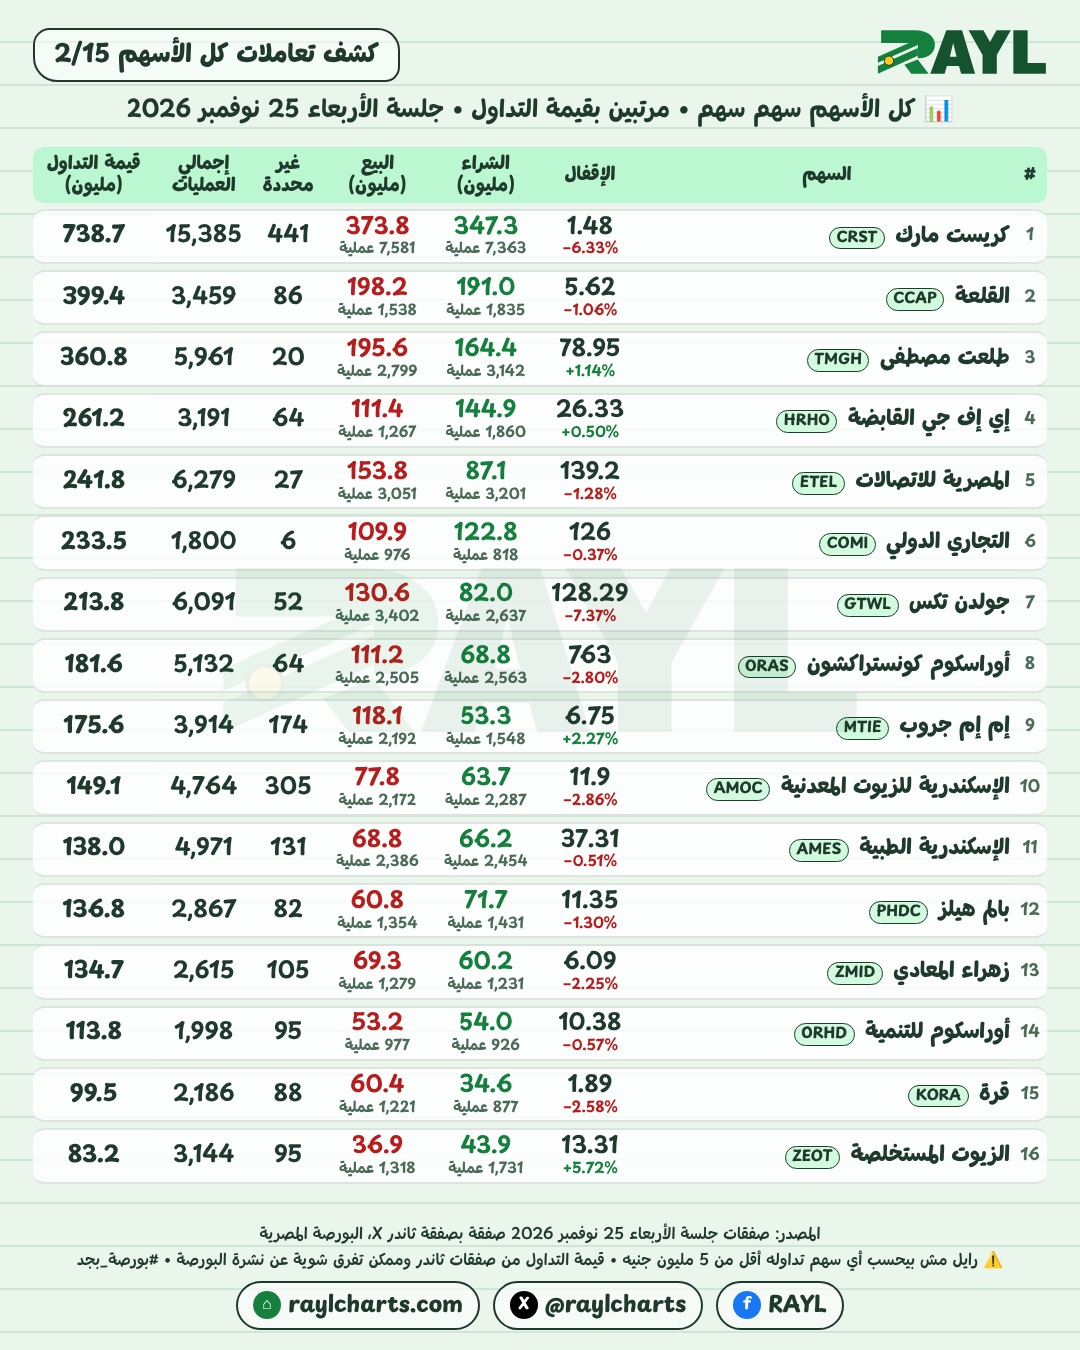 RAYL
كشف تعاملات كل الأسهم 2/15
📊 كل الأسهم سهم سهم • مرتبين بقيمة التداول • جلسة الأربعاء 25 نوفمبر 2026
# السهم الإقفال الشراء (مليون) البيع (مليون) غير محددة إجمالي العمليات قيمة التداول (مليون)
1 كريست مارك CRST 1.48 347.3 373.8 441 15,385 738.7
−6.33% 7,363 عملية 7,581 عملية
2 القلعة CCAP 5.62 191.0 198.2 86 3,459 399.4
−1.06% 1,835 عملية 1,538 عملية
3 طلعت مصطفى TMGH 78.95 164.4 195.6 20 5,961 360.8
+1.14% 3,142 عملية 2,799 عملية
4 إي إف جي القابضة HRHO 26.33 144.9 111.4 64 3,191 261.2
+0.50% 1,860 عملية 1,267 عملية
5 المصرية للاتصالات ETEL 139.2 87.1 153.8 27 6,279 241.8
−1.28% 3,201 عملية 3,051 عملية
6 التجاري الدولي COMI 126 122.8 109.9 6 1,800 233.5
−0.37% 818 عملية 976 عملية
7 جولدن تكس GTWL 128.29 82.0 130.6 52 6,091 213.8
−7.37% 2,637 عملية 3,402 عملية
8 أوراسكوم كونستراكشون ORAS 763 68.8 111.2 64 5,132 181.6
−2.80% 2,563 عملية 2,505 عملية
9 إم إم جروب MTIE 6.75 53.3 118.1 174 3,914 175.6
+2.27% 1,548 عملية 2,192 عملية
10 الإسكندرية للزيوت المعدنية AMOC 11.9 63.7 77.8 305 4,764 149.1
−2.86% 2,287 عملية 2,172 عملية
11 الإسكندرية الطبية AMES 37.31 66.2 68.8 131 4,971 138.0
−0.51% 2,454 عملية 2,386 عملية
12 بالم هيلز PHDC 11.35 71.7 60.8 82 2,867 136.8
−1.30% 1,431 عملية 1,354 عملية
13 زهراء المعادي ZMID 6.09 60.2 69.3 105 2,615 134.7
−2.25% 1,231 عملية 1,279 عملية
14 أوراسكوم للتنمية ORHD 10.38 54.0 53.2 95 1,998 113.8
−0.57% 926 عملية 977 عملية
15 قرة KORA 1.89 34.6 60.4 88 2,186 99.5
−2.58% 877 عملية 1,221 عملية
16 الزيوت المستخلصة ZEOT 13.31 43.9 36.9 95 3,144 83.2
+5.72% 1,731 عملية 1,318 عملية
المصدر: صفقات جلسة الأربعاء 25 نوفمبر 2026 صفقة بصفقة ثاندر X، البورصة المصرية
⚠️ رايل مش بيحسب أي سهم تداوله أقل من 5 مليون جنيه • قيمة التداول من صفقات ثاندر وممكن تفرق شوية عن نشرة البورصة • #بورصة_بجد
raylcharts.com X @raylcharts f RAYL